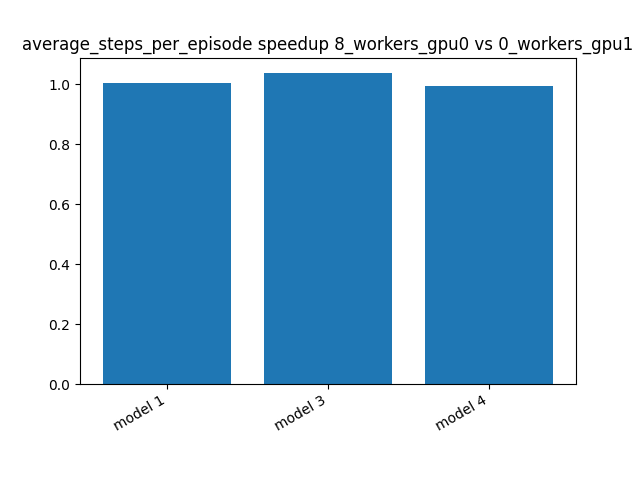 average_steps_per_episode speedup 8_workers_gpu0 vs 0_workers_gpu1
1.0
0.8
0.6
0.4
0.2
0.0
model 1
model 3
model 4